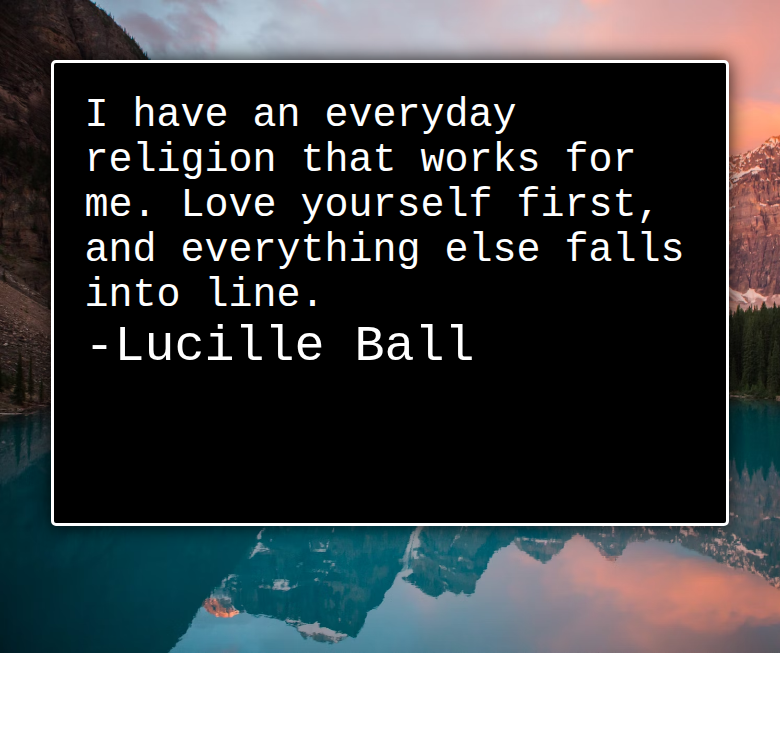 I have an everyday
religion that works for
me. Love yourself first,
and everything else falls
into line.
-Lucille Ball